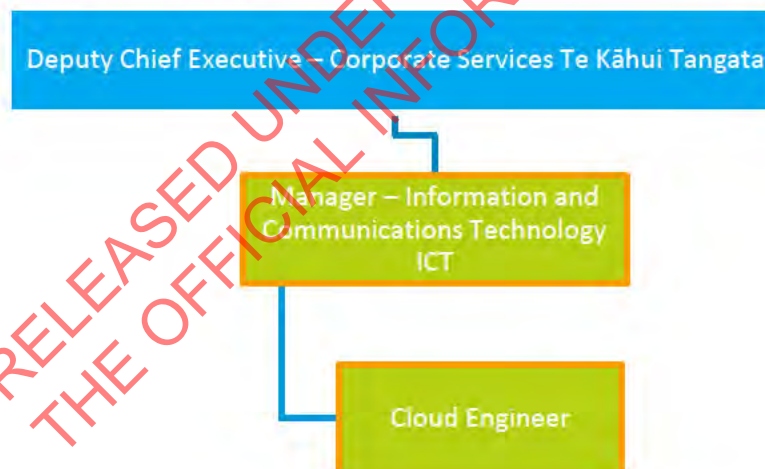 Deputy Chief Executive – Corporate Services Te Kāhui Tangata
Manager – Information and
Communications Technology
ICT
Cloud Engineer
RELEASED UNDER
THE OFFICIAL